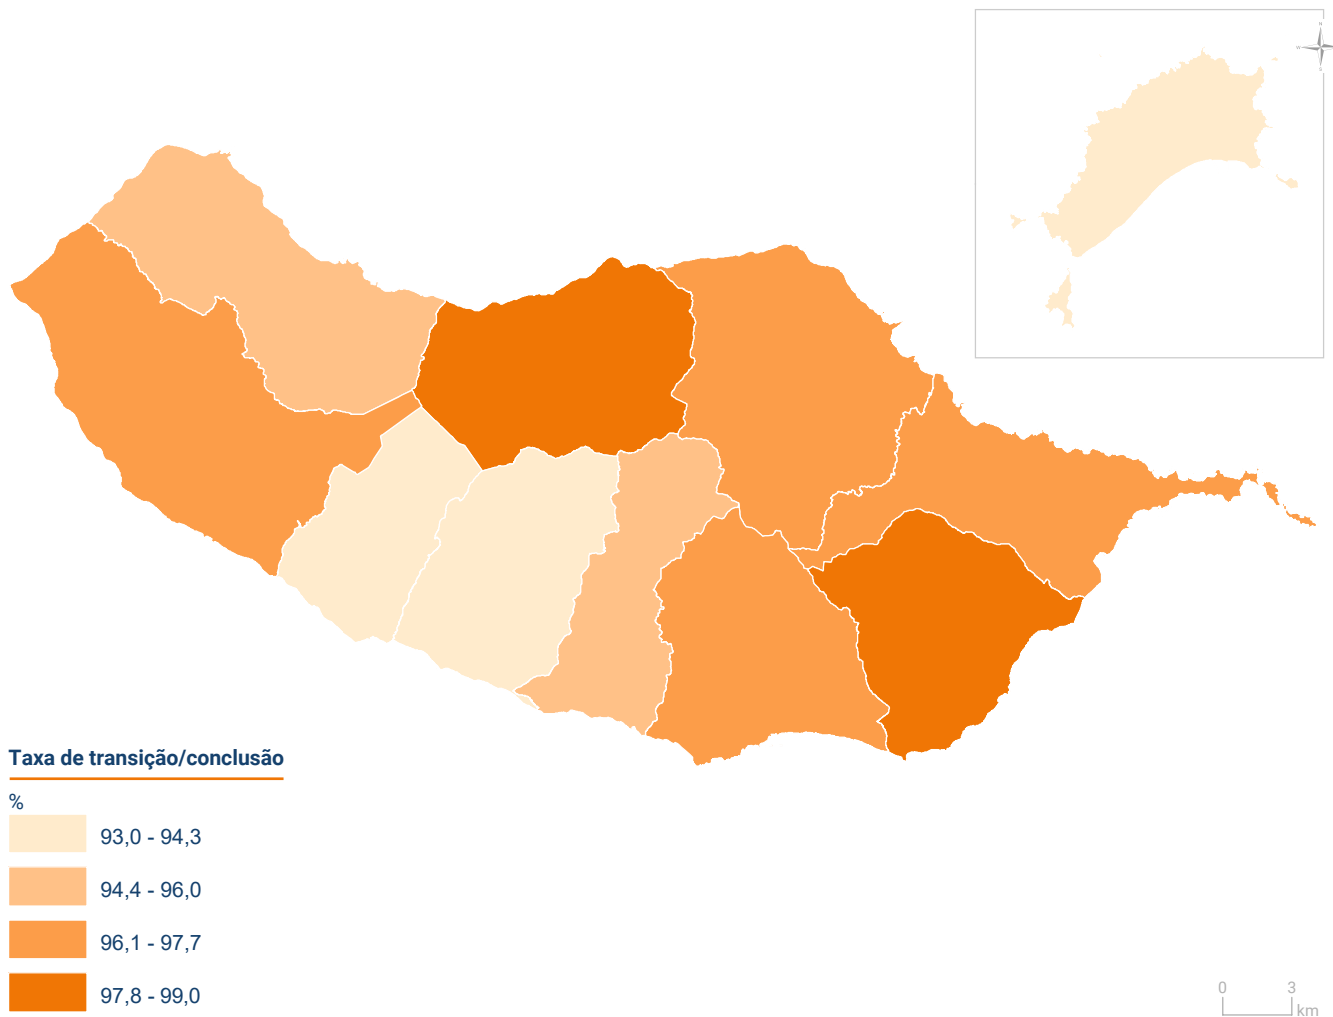 N
W
S
Taxa de transição/conclusão
%
93,0 - 94,3
94,4 - 96,0
96,1 - 97,7
97,8 - 99,0
0 3
km